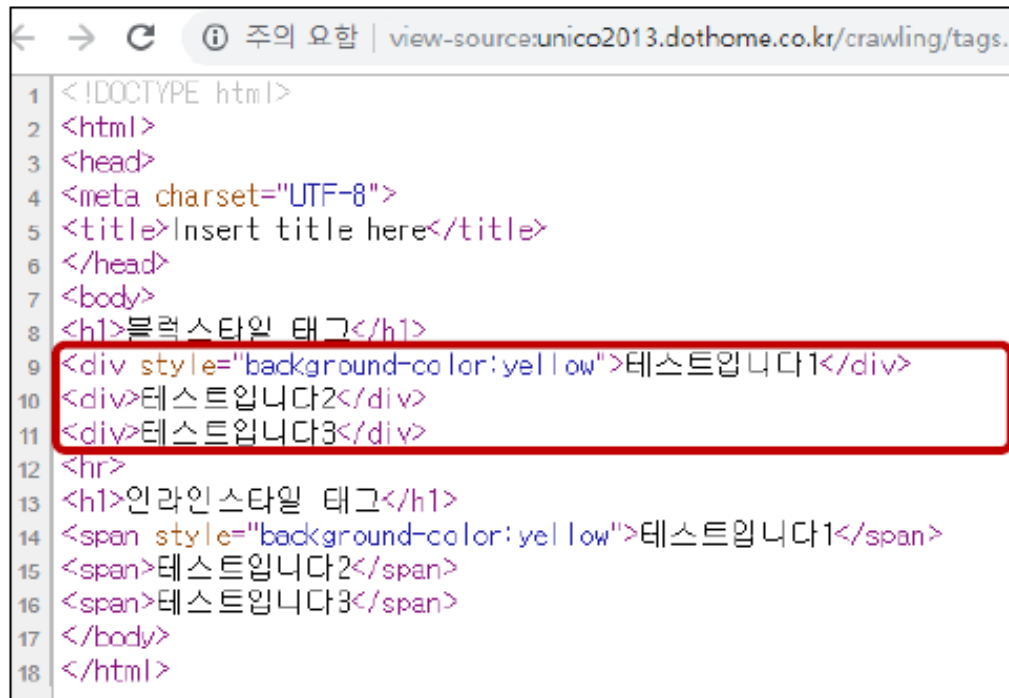 주의 요함 | view-source:unico2013.dothome.co.kr/crawling/tags.
1 <!DOCTYPE html>
2 <html>
3 <head>
4 <meta charset="UTF-8">
5 <title>Insert title here</title>
6 </head>
7 <body>
8 <h1>블럭스타일 태그</h1>
9 <div style="background-color:yellow">테스트입니다1</div>
10 <div>테스트입니다2</div>
11 <div>테스트입니다3</div>
12 <hr>
13 <h1>인라인스타일 태그</h1>
14 <span style="background-color:yellow">테스트입니다1</span>
15 <span>테스트입니다2</span>
16 <span>테스트입니다3</span>
17 </body>
18 </html>